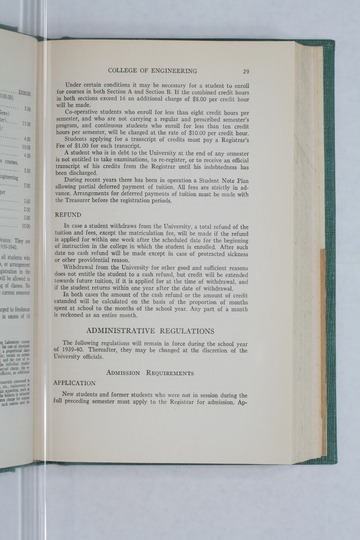 COLLEGE OF ENGINEERING 29
Under certain conditions it may be necessary for a student to enroll
for courses in both Section A and Section B. If the combined credit hours
in both sections exceed 16 an additional charge of $8.00 per credit hour
will be made.
Co-operative students who enroll for less than eight credit hours per
semester, and who are not carrying a regular and prescribed semester's
program, and continuous students who enroll for less than ten credit
hours per semester, will be charged at the rate of $10.00 per credit hour.
Students applying for a transcript of credits must pay a Registrar's
Fee of $1.00 for each transcript.
A student who is in debt to the University at the end of any semester
is not entitled to take examinations, to re-register, or to receive an official
transcript of his credits from the Registrar until his indebtedness has
been discharged.
During recent years there has been in operation a Student Note Plan
allowing partial deferred payment of tuition. All fees are strictly in ad-
vance. Arrangements for deferred payments of tuition must be made with
the Treasurer before the registration periods.
REFUND
In case a student withdraws from the University, a total refund of the
tuition and fees, except the matriculation fee, will be made if the refund
is applied for within one week after the scheduled date for the beginning
of instruction in the college in which the student is enrolled. After such
date no cash refund will be made except in case of protracted sickness
or other providential reason.
Withdrawal from the University for other good and sufficient reasons
does not entitle the student to a cash refund, but credit will be extended
towards future tuition, if it is applied for at the time of withdrawal, and
if the student returns within one year after the date of withdrawal.
In both cases the amount of the cash refund or the amount of credit
extended will be calculated on the basis of the proportion of months
spent at school to the months of the school year. Any part of a month
is reckoned as an entire month.
ADMINISTRATIVE REGULATIONS
The following regulations will remain in force during the school year
of 1939-40. Thereafter, they may be changed at the discretion of the
University officials.
ADMISSION REQUIREMENTS
APPLICATION
New students and former students who were not in session during the
full preceding semester must apply to the Registrar for admission. Ap-